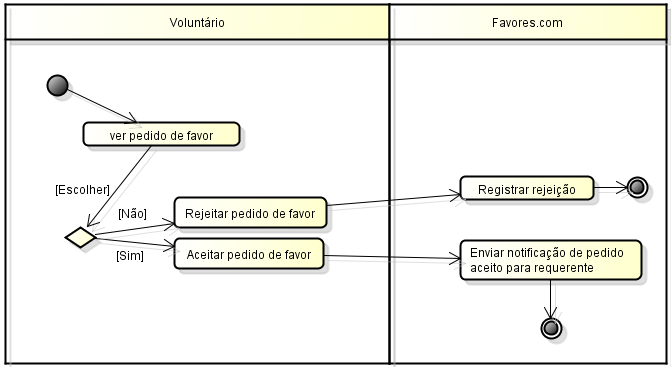 Voluntário
Favores.com
ver pedido de favor
[Escolher]
[Não]
Rejeitar pedido de favor
Registrar rejeição
[Sim]
Aceitar pedido de favor
Enviar notificação de pedido
aceito para requerente